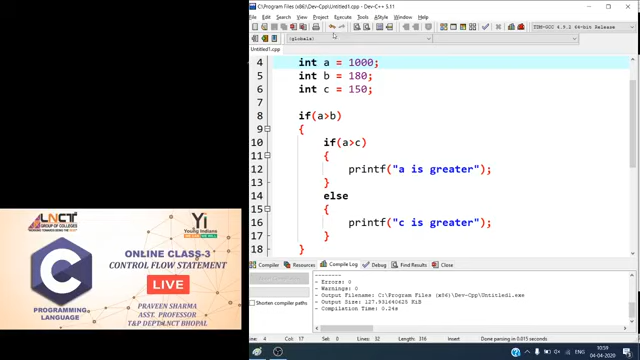 C:\Program Files (x86)\Dev-Cpp\Untitled1.cpp - Dev-C++ 5.11
File Edit Search View Project Execute Tools AStyle Window Help
TDM-GCC 4.9.2 64-bit Release
(globals)
Untitled1.cpp
4 int a = 1000;
5 int b = 180;
6 int c = 150;
7
8 if(a>b)
9 {
10 if(a>c)
11 {
12 printf("a is greater");
13 }
14 else
15 {
16 printf("c is greater");
17 }
18 }
Compiler Resources Compile Log Debug Find Results Close
Shorten compiler paths
--------
- Errors: 0
- Warnings: 0
- Output Filename: C:\Program Files (x86)\Dev-Cpp\Untitled1.exe
- Output Size: 127.931640625 KiB
- Compilation Time: 0.24s
Line: 4 Col: 17 Sel: 0 Lines: 32 Length: 316 Insert Done parsing in 0.015 seconds
LNCT
GROUP OF COLLEGES
Yi
Young Indians
C
PROGRAMMING
LANGUAGE
ONLINE CLASS-3
CONTROL FLOW STATEMENT
LIVE
PRAVEEN SHARMA
ASST. PROFESSOR
T&P DEPTT.LNCT BHOPAL
ENG
10:59
04-04-2020